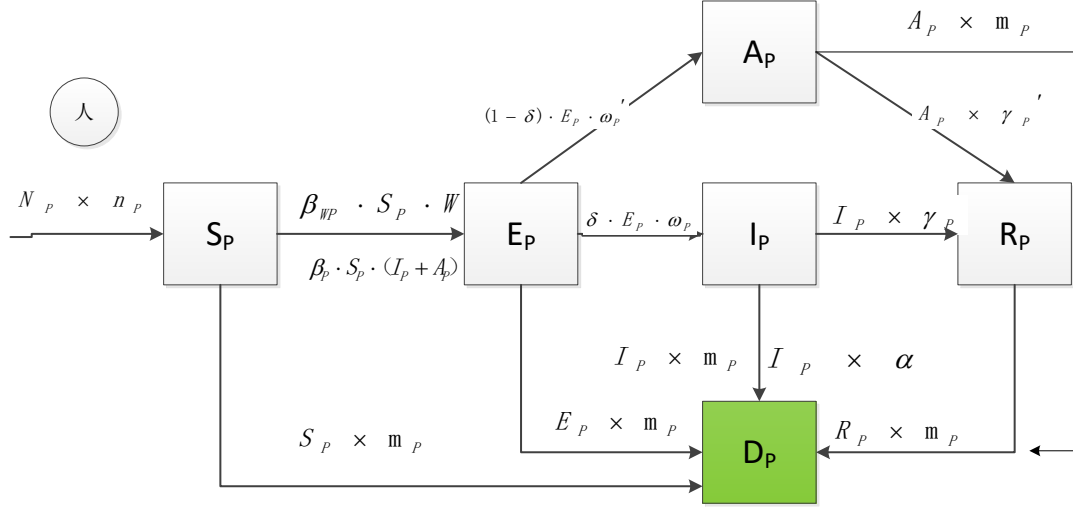 A_P × m_P
A_P
人
(1 - δ) · E_P · ω_P'
A_P × γ_P'
N_P × n_P
β_WP · S_P · W
S_P
E_P
δ · E_P · ω_P
I_P
I_P × γ_P
R_P
β_P · S_P · (I_P + A_P)
I_P × m_P
I_P × α
E_P × m_P
R_P × m_P
S_P × m_P
D_P